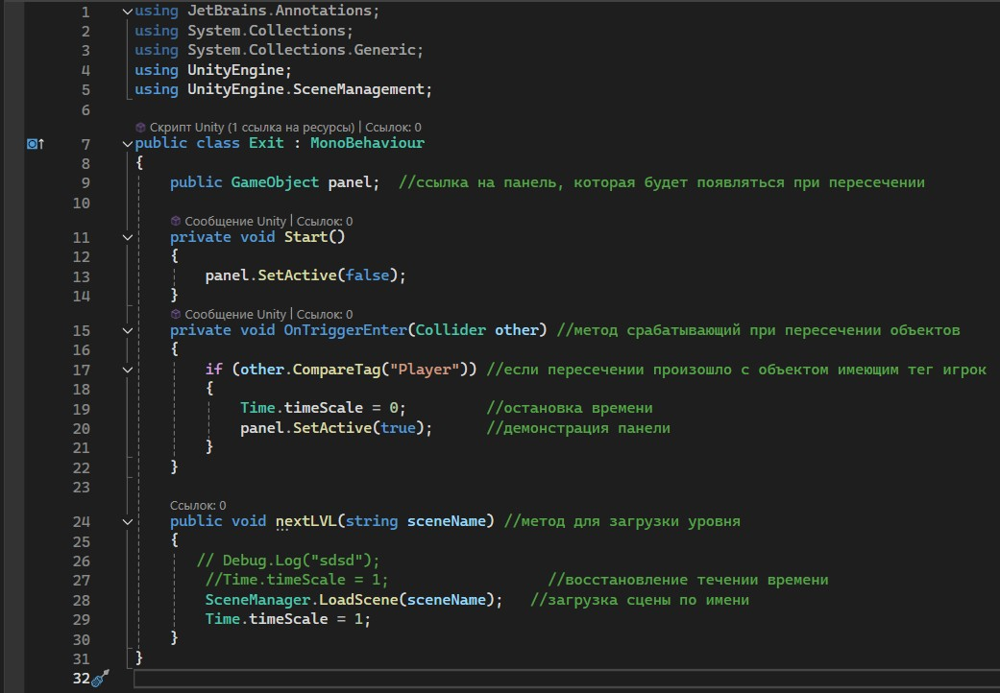 1 using JetBrains.Annotations;
2 using System.Collections;
3 using System.Collections.Generic;
4 using UnityEngine;
5 using UnityEngine.SceneManagement;
6
Скрипт Unity (1 ссылка на ресурсы) | Ссылок: 0
7 public class Exit : MonoBehaviour
8 {
9 public GameObject panel; //ссылка на панель, которая будет появляться при пересечении
10
Сообщение Unity | Ссылок: 0
11 private void Start()
12 {
13 panel.SetActive(false);
14 }
Сообщение Unity | Ссылок: 0
15 private void OnTriggerEnter(Collider other) //метод срабатывающий при пересечении объектов
16 {
17 if (other.CompareTag("Player")) //если пересечении произошло с объектом имеющим тег игрок
18 {
19 Time.timeScale = 0; //остановка времени
20 panel.SetActive(true); //демонстрация панели
21 }
22 }
23
Ссылок: 0
24 public void nextLVL(string sceneName) //метод для загрузки уровня
25 {
26 // Debug.Log("sdsd");
27 //Time.timeScale = 1; //восстановление течении времени
28 SceneManager.LoadScene(sceneName); //загрузка сцены по имени
29 Time.timeScale = 1;
30 }
31 }
32